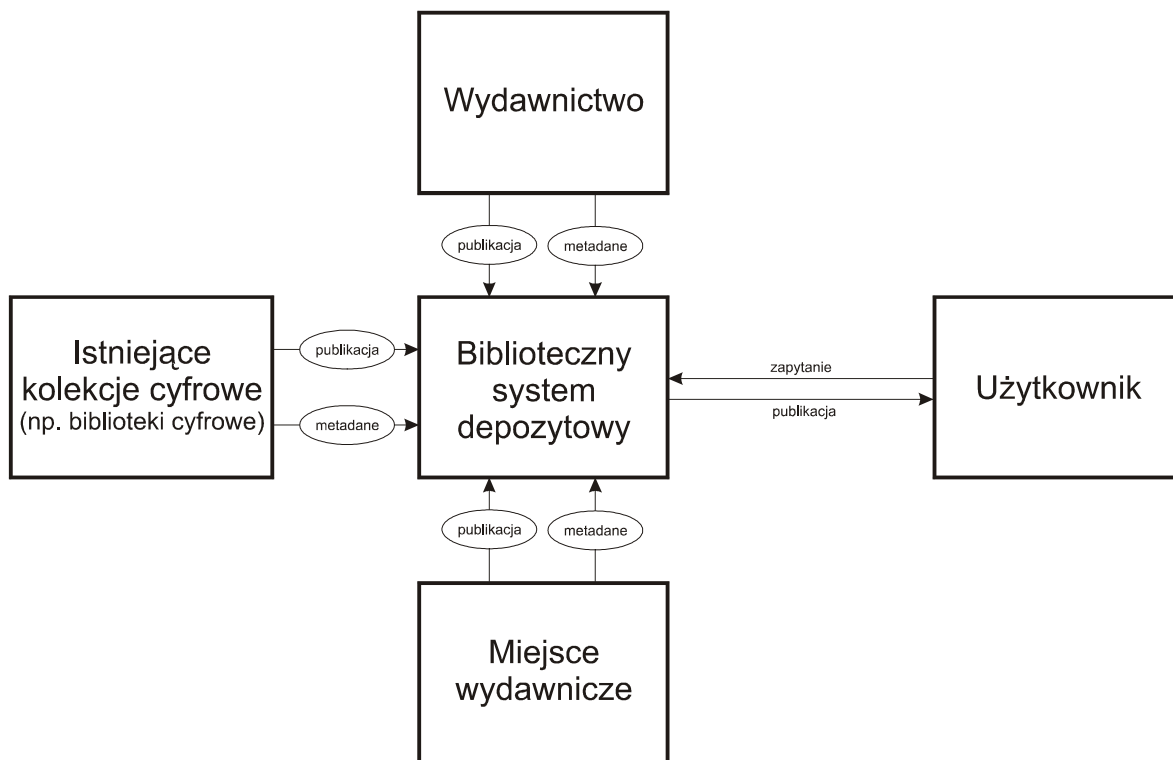 Wydawnictwo
publikacja
metadane
Istniejące
kolekcje cyfrowe
(np. biblioteki cyfrowe)
publikacja
metadane
Biblioteczny
system
depozytowy
zapytanie
publikacja
Użytkownik
publikacja
metadane
Miejsce
wydawnicze